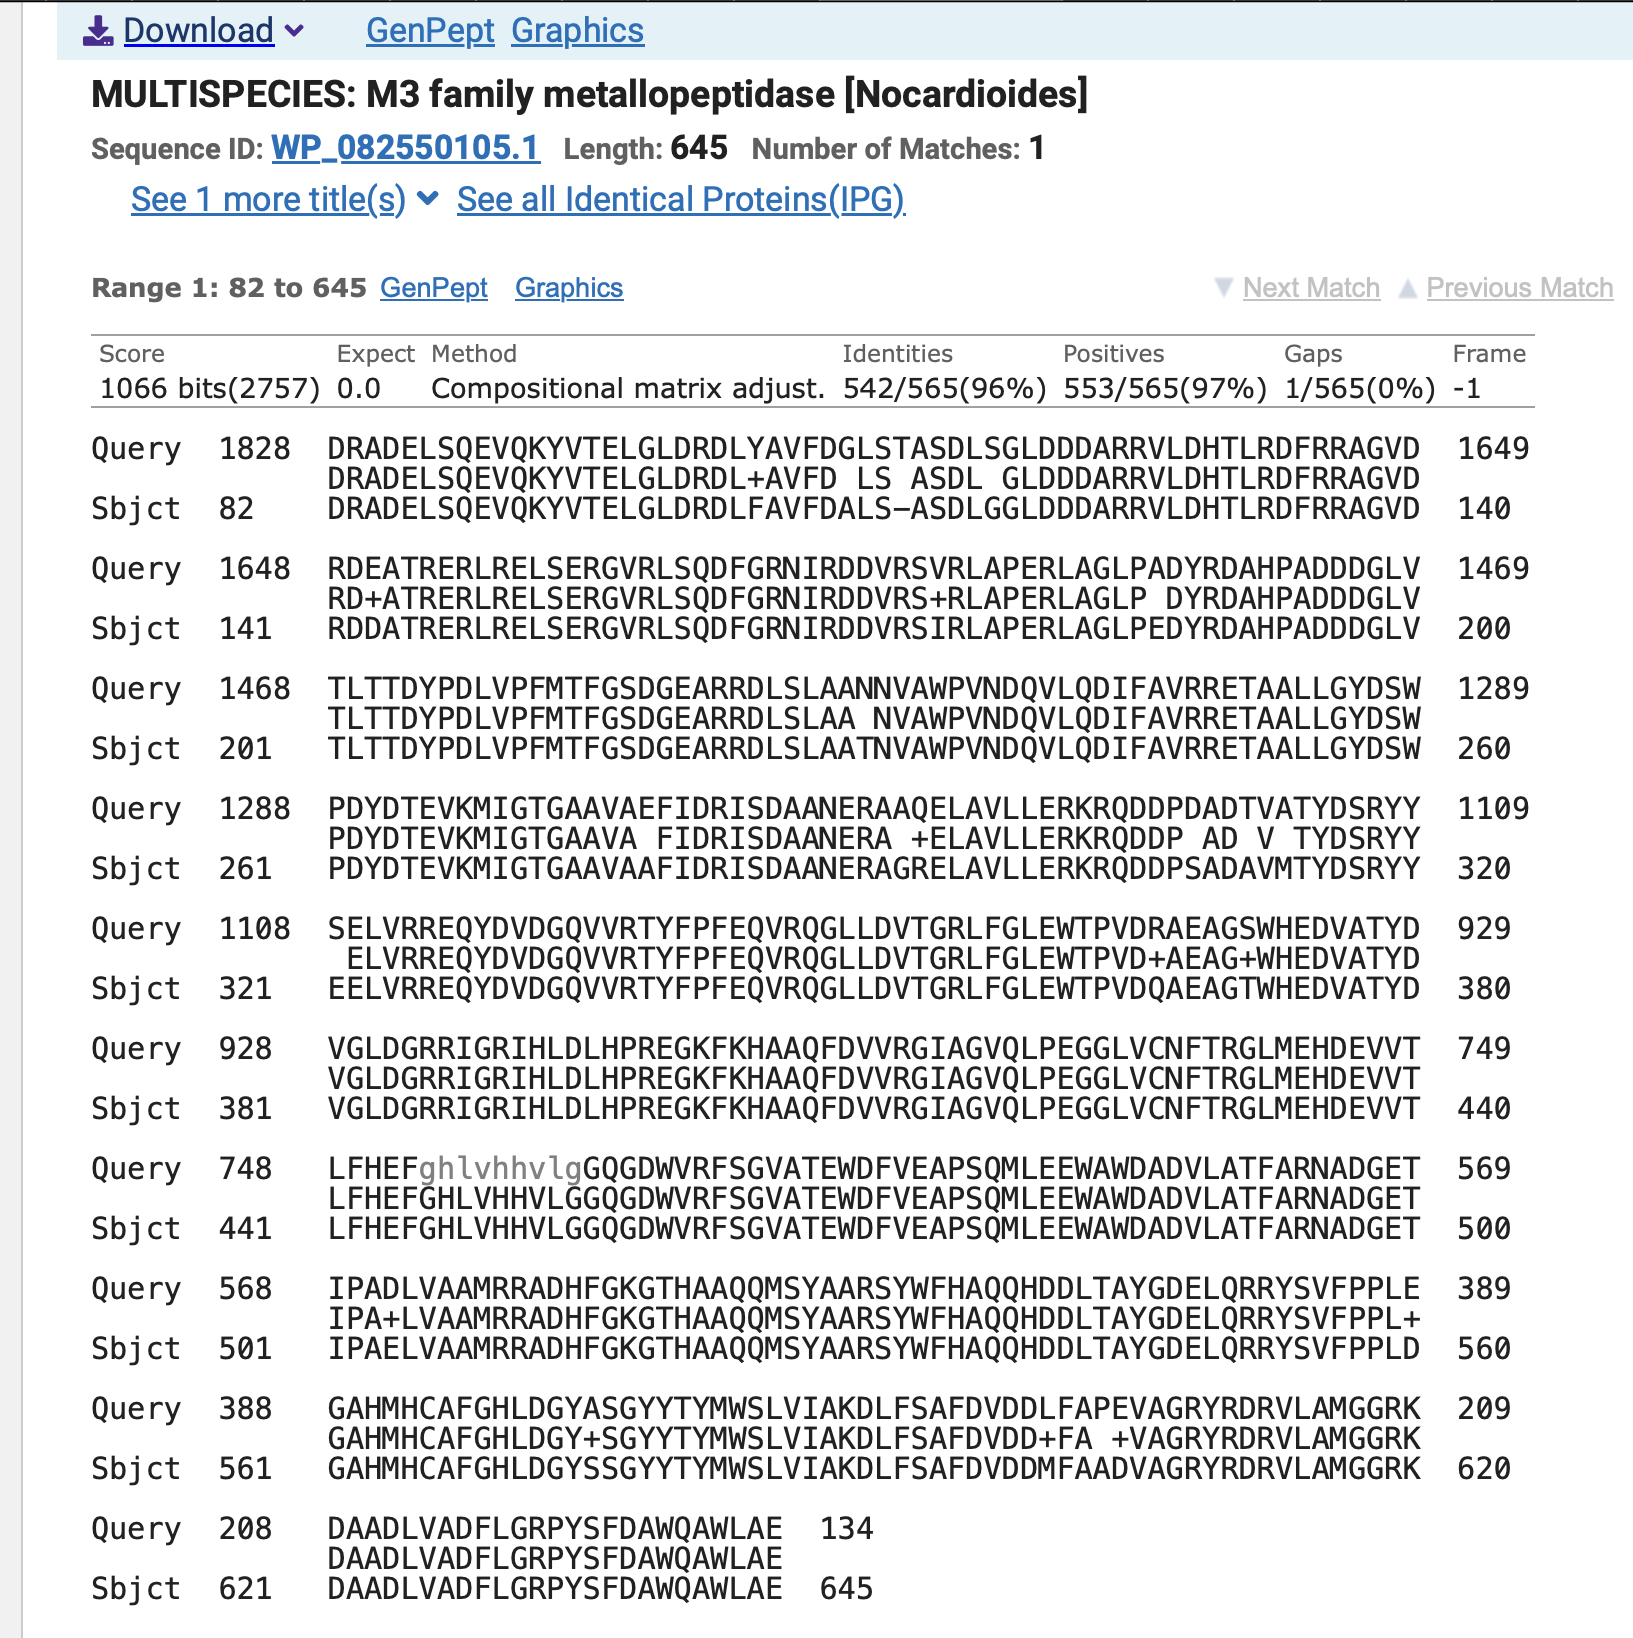 Download GenPept Graphics
MULTISPECIES: M3 family metallopeptidase [Nocardioides]
Sequence ID: WP_082550105.1 Length: 645 Number of Matches: 1
See 1 more title(s) See all Identical Proteins(IPG)
Range 1: 82 to 645 GenPept Graphics Next Match Previous Match
Score Expect Method Identities Positives Gaps Frame
1066 bits(2757) 0.0 Compositional matrix adjust. 542/565(96%) 553/565(97%) 1/565(0%) -1
Query 1828 DRADELSQEVQKYVTELGLDRDLYAVFDGLSTASDLSGLDDDARRVLDHTLRDFRRAGVD 1649
DRADELSQEVQKYVTELGLDRDL+AVFD LS ASDL GLDDDARRVLDHTLRDFRRAGVD
Sbjct 82 DRADELSQEVQKYVTELGLDRDLFAVFDALS–ASDLGGLDDDARRVLDHTLRDFRRAGVD 140
Query 1648 RDEATRERLRELSERGVRLSQDFGRNIRDDVRSVRLAPERLAGLPADYRDAHPADDDGLV 1469
RD+ATRERLRELSERGVRLSQDFGRNIRDDVRS+RLAPERLAGLP DYRDAHPADDDGLV
Sbjct 141 RDDATRERLRELSERGVRLSQDFGRNIRDDVRSIRLAPERLAGLPEDYRDAHPADDDGLV 200
Query 1468 TLTTDYPDLVPFMTFGSDGEARRDLSLAANNVAWPVNDQVLQDIFAVRRETAALLGYDSW 1289
TLTTDYPDLVPFMTFGSDGEARRDLSLAA NVAWPVNDQVLQDIFAVRRETAALLGYDSW
Sbjct 201 TLTTDYPDLVPFMTFGSDGEARRDLSLAATNVAWPVNDQVLQDIFAVRRETAALLGYDSW 260
Query 1288 PDYDTEVKMIGTGAAVAEFIDRISDAANERAAQELAVLLERKRQDDPDADTVATYDSRYY 1109
PDYDTEVKMIGTGAAVA FIDRISDAANERA +ELAVLLERKRQDDP AD V TYDSRYY
Sbjct 261 PDYDTEVKMIGTGAAVAAFIDRISDAANERAGRELAVLLERKRQDDPSADAVMTYDSRYY 320
Query 1108 SELVRREQYDVDGQVVRTYFPFEQVRQGLLDVTGRLFGLEWTPVDRAEAGSWHEDVATYD 929
ELVRREQYDVDGQVVRTYFPFEQVRQGLLDVTGRLFGLEWTPVD+AEAG+WHEDVATYD
Sbjct 321 EELVRREQYDVDGQVVRTYFPFEQVRQGLLDVTGRLFGLEWTPVDQAEAGTWHEDVATYD 380
Query 928 VGLDGRRIGRIHLDLHPREGKFKHAAQFDVVRGIAGVQLPEGGLVCNFTRGLMEHDEVVT 749
VGLDGRRIGRIHLDLHPREGKFKHAAQFDVVRGIAGVQLPEGGLVCNFTRGLMEHDEVVT
Sbjct 381 VGLDGRRIGRIHLDLHPREGKFKHAAQFDVVRGIAGVQLPEGGLVCNFTRGLMEHDEVVT 440
Query 748 LFHEFghlvhhvlgGQGDWVRFSGVATEWDFVEAPSQMLEEWAWDADVLATFARNADGET 569
LFHEFGHLVHHVLGGQGDWVRFSGVATEWDFVEAPSQMLEEWAWDADVLATFARNADGET
Sbjct 441 LFHEFGHLVHHVLGGQGDWVRFSGVATEWDFVEAPSQMLEEWAWDADVLATFARNADGET 500
Query 568 IPADLVAAMRRADHFGKGTHAAQQMSYAARSYWFHAQQHDDLTAYGDELQRRYSVFPPLE 389
IPA+LVAAMRRADHFGKGTHAAQQMSYAARSYWFHAQQHDDLTAYGDELQRRYSVFPPL+
Sbjct 501 IPAELVAAMRRADHFGKGTHAAQQMSYAARSYWFHAQQHDDLTAYGDELQRRYSVFPPLD 560
Query 388 GAHMHCAFGHLDGYASGYYTYMWSLVIAKDLFSAFDVDDLFAPEVAGRYRDRVLAMGGRK 209
GAHMHCAFGHLDGY+SGYYTYMWSLVIAKDLFSAFDVDD+FA +VAGRYRDRVLAMGGRK
Sbjct 561 GAHMHCAFGHLDGYSSGYYTYMWSLVIAKDLFSAFDVDDMFAADVAGRYRDRVLAMGGRK 620
Query 208 DAADLVADFLGRPYSFDAWQAWLAE 134
DAADLVADFLGRPYSFDAWQAWLAE
Sbjct 621 DAADLVADFLGRPYSFDAWQAWLAE 645